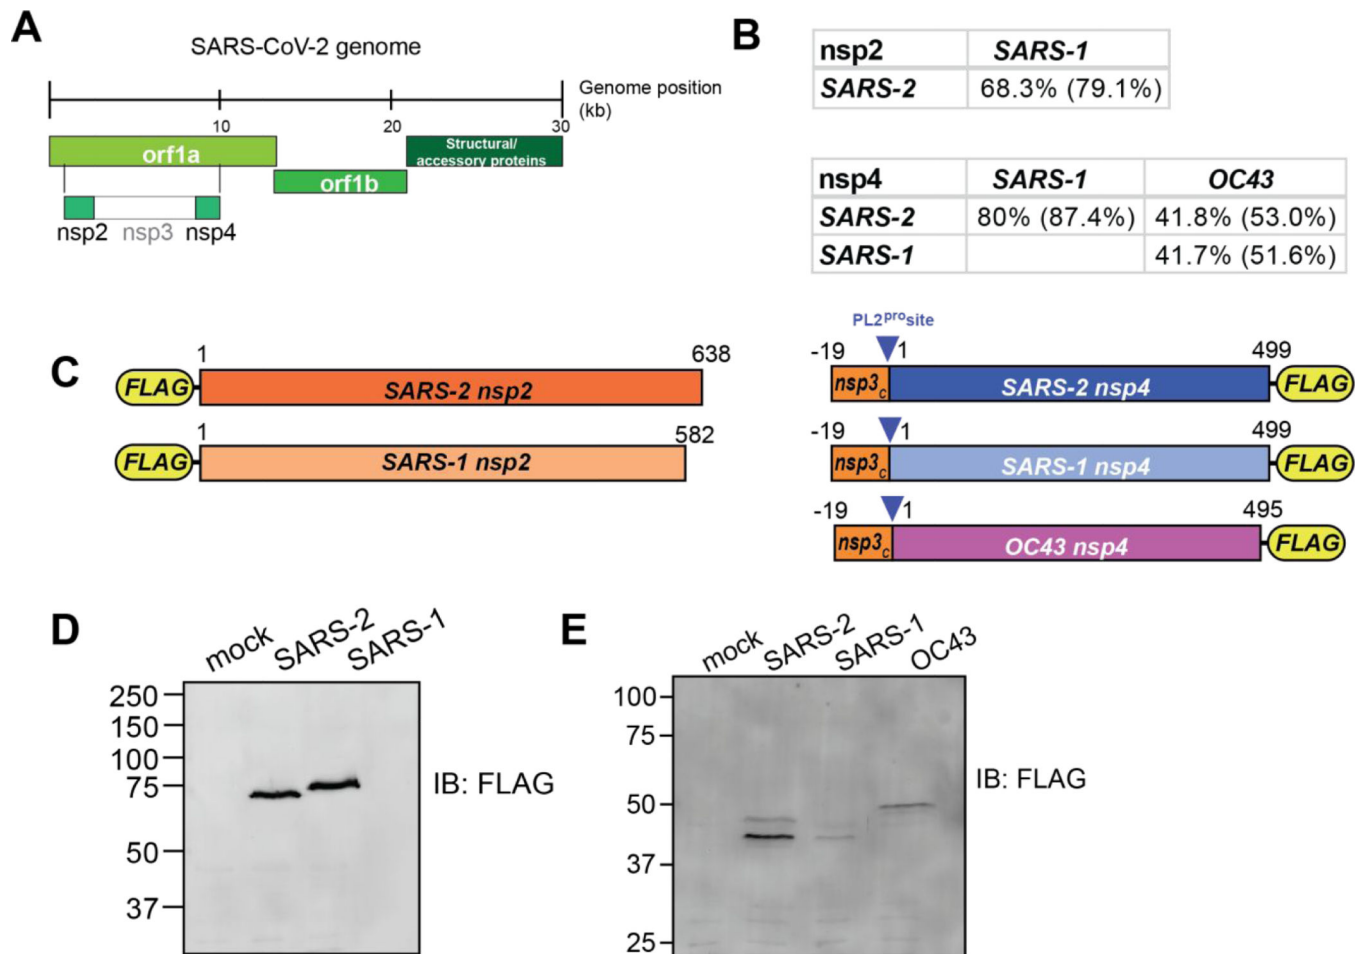 A
SARS-CoV-2 genome
Genome position
(kb)
10
20
30
orf1a
Structural/
accessory proteins
orf1b
nsp2
nsp3
nsp4
B
nsp2 SARS-1
SARS-2 68.3% (79.1%)
nsp4 SARS-1 OC43
SARS-2 80% (87.4%) 41.8% (53.0%)
SARS-1 41.7% (51.6%)
C
1 638
FLAG SARS-2 nsp2
1 582
FLAG SARS-1 nsp2
PL2pro site
-19 1 499
nsp3c SARS-2 nsp4 FLAG
-19 1 499
nsp3c SARS-1 nsp4 FLAG
-19 1 495
nsp3c OC43 nsp4 FLAG
D
mock SARS-2 SARS-1
250
150
100
75
50
37
IB: FLAG
E
mock SARS-2 SARS-1 OC43
100
75
50
37
25
IB: FLAG